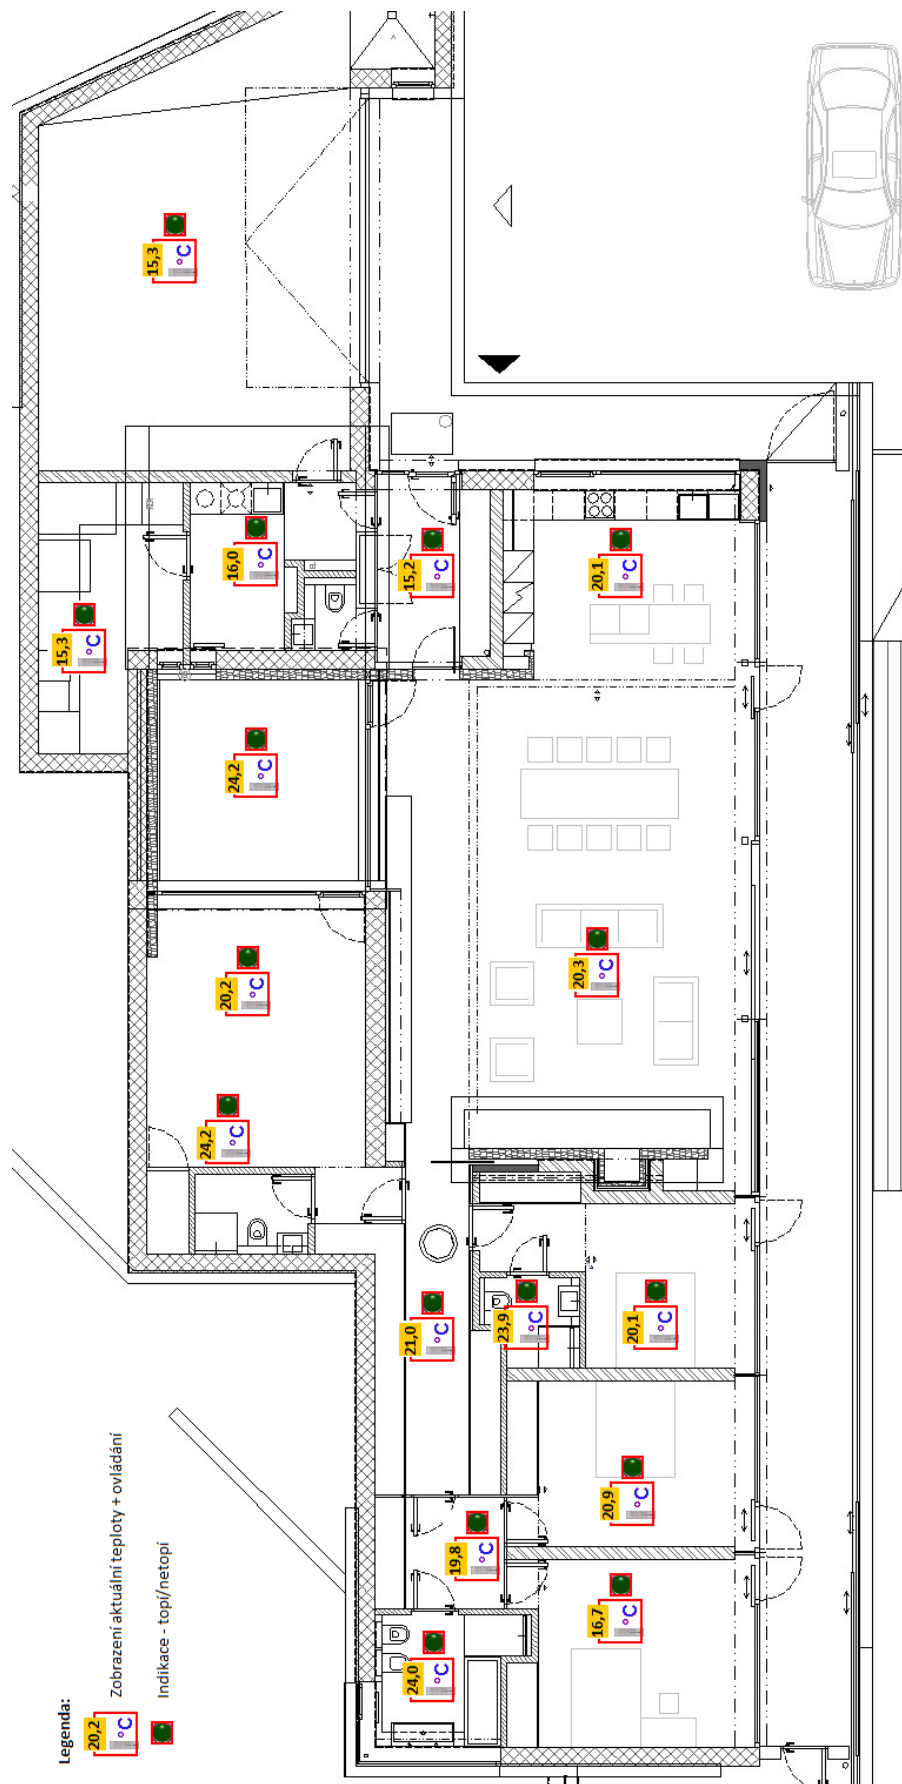 Legenda:
20,2
°C
Zobrazení aktuální teploty + ovládání
Indikace - topí/netopí
15,3
°C
15,3
°C
24,2
°C
20,2
°C
24,2
°C
16,0
°C
24,0
°C
21,0
°C
15,2
°C
19,8
°C
23,9
°C
20,3
°C
16,7
°C
20,9
°C
20,1
°C
20,1
°C